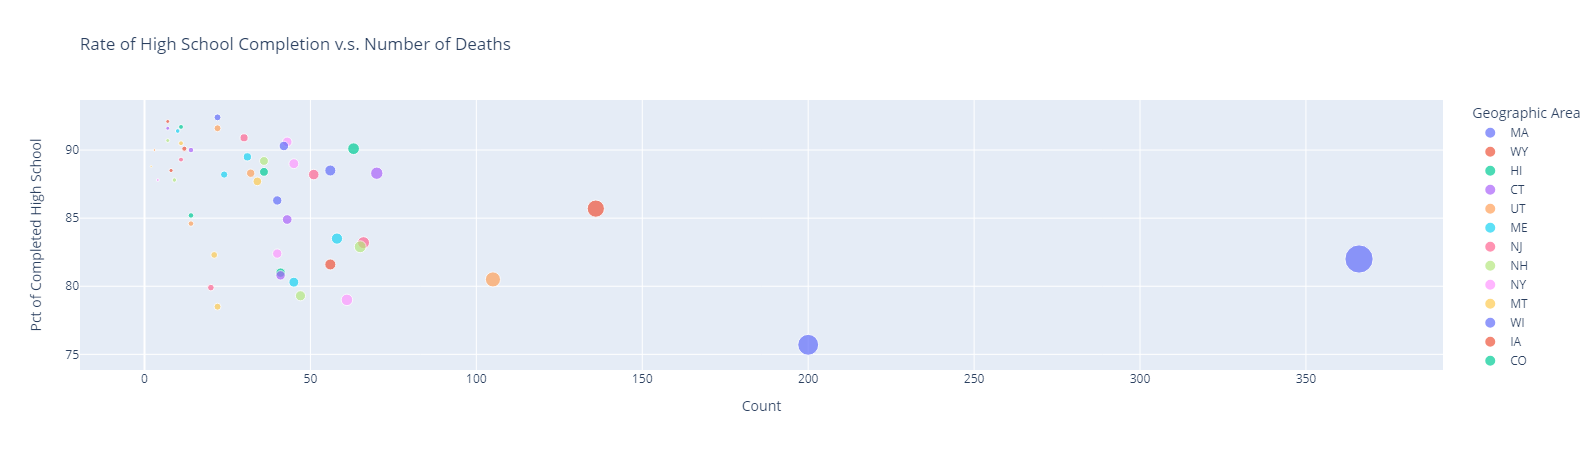 Rate of High School Completion v.s. Number of Deaths
Pct of Completed High School
90
85
80
75
0 50 100 150 200 250 300 350
Count
Geographic Area
MA
WY
HI
CT
UT
ME
NJ
NH
NY
MT
WI
IA
CO